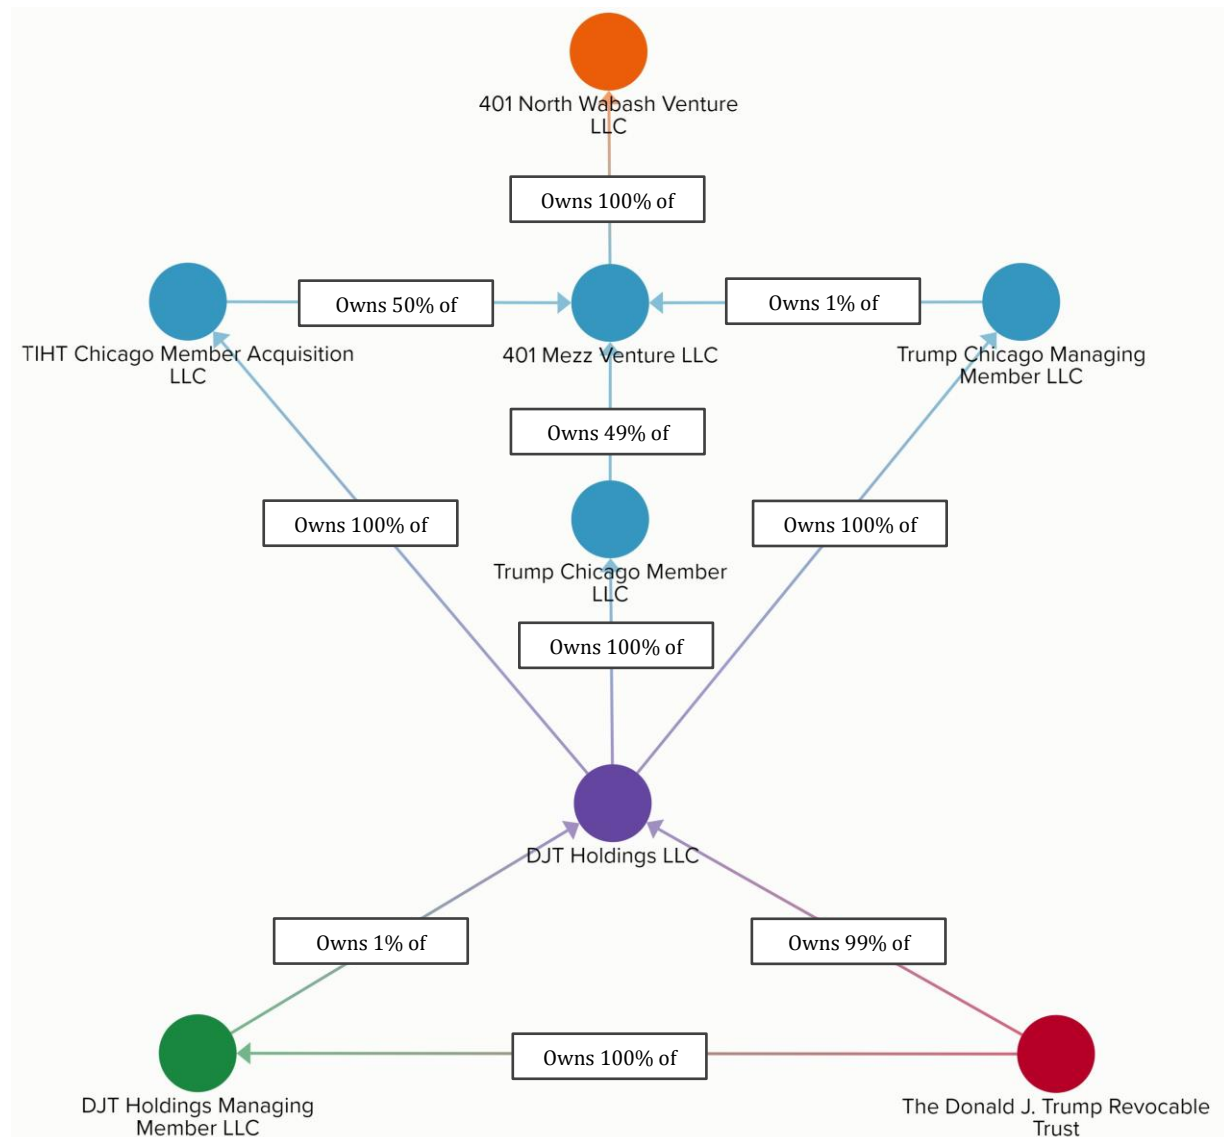 401 North Wabash Venture
LLC
Owns 100% of
Owns 50% of
Owns 1% of
TIHT Chicago Member Acquisition
LLC
401 Mezz Venture LLC
Trump Chicago Managing
Member LLC
Owns 49% of
Owns 100% of
Owns 100% of
Trump Chicago Member
LLC
Owns 100% of
DJT Holdings LLC
Owns 1% of
Owns 99% of
Owns 100% of
DJT Holdings Managing
Member LLC
The Donald J. Trump Revocable
Trust